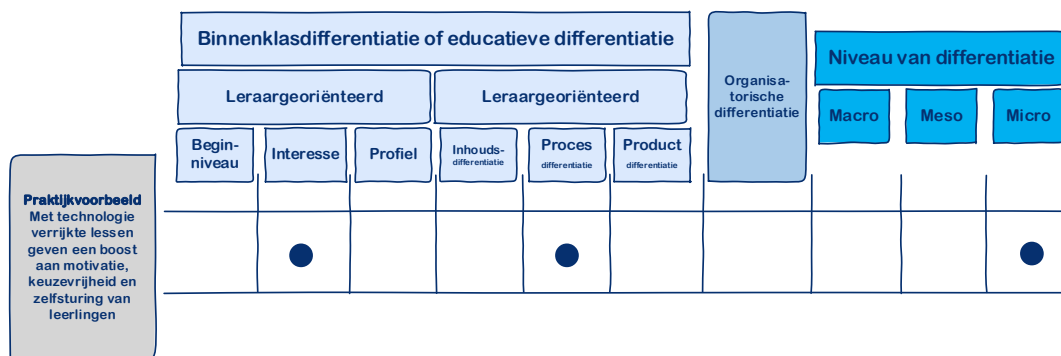 Binnenklasdifferentiatie of educatieve differentiatie
Leraargeoriënteerd
Leraargeoriënteerd
Begin-
niveau
Interesse
Profiel
Inhouds-
differentiatie
Proces
differentiatie
Product
differentiatie
Organisa-
torische
differentiatie
Niveau van differentiatie
Macro
Meso
Micro
Praktijkvoorbeeld
Met technologie
verrijkte lessen
geven een boost
aan motivatie,
keuzevrijheid en
zelfsturing van
leerlingen